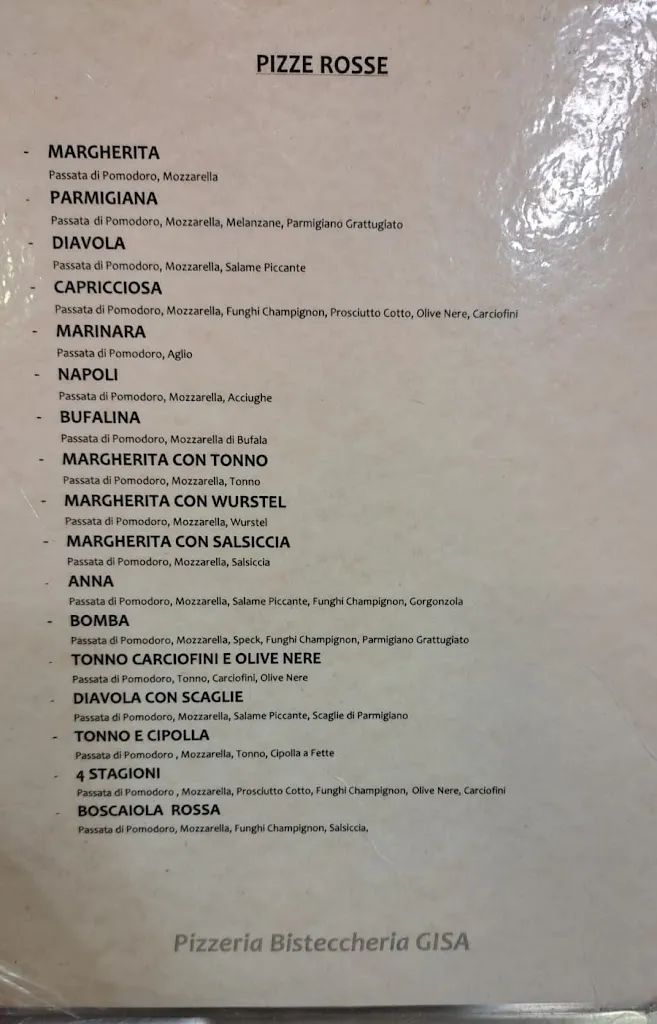 PIZZE ROSSE
- MARGHERITA
Passata di Pomodoro, Mozzarella
- PARMIGIANA
Passata di Pomodoro, Mozzarella, Melanzane, Parmigiano Grattugiato
- DIAVOLA
Passata di Pomodoro, Mozzarella, Salame Piccante
- CAPRICCIOSA
Passata di Pomodoro, Mozzarella, Funghi Champignon, Prosciutto Cotto, Olive Nere, Carciofini
- MARINARA
Passata di Pomodoro, Aglio
- NAPOLI
Passata di Pomodoro, Mozzarella, Acciughe
- BUFALINA
Passata di Pomodoro, Mozzarella di Bufala
- MARGHERITA CON TONNO
Passata di Pomodoro, Mozzarella, Tonno
- MARGHERITA CON WURSTEL
Passata di Pomodoro, Mozzarella, Wurstel
- MARGHERITA CON SALSICCIA
Passata di Pomodoro, Mozzarella, Salsiccia
- ANNA
Passata di Pomodoro, Mozzarella, Salame Piccante, Funghi Champignon, Gorgonzola
- BOMBA
Passata di Pomodoro, Mozzarella, Speck, Funghi Champignon, Parmigiano Grattugiato
- TONNO CARCIOFINI E OLIVE NERE
Passata di Pomodoro, Tonno, Carciofini, Olive Nere
- DIAVOLA CON SCAGLIE
Passata di Pomodoro, Mozzarella, Salame Piccante, Scaglie di Parmigiano
- TONNO E CIPOLLA
Passata di Pomodoro , Mozzarella, Tonno, Cipolla a Fette
- 4 STAGIONI
Passata di Pomodoro , Mozzarella, Prosciutto Cotto, Funghi Champignon, Olive Nere, Carciofini
- BOSCAIOLA ROSSA
Passata di Pomodoro, Mozzarella, Funghi Champignon, Salsiccia,
Pizzeria Bisteccheria GISA